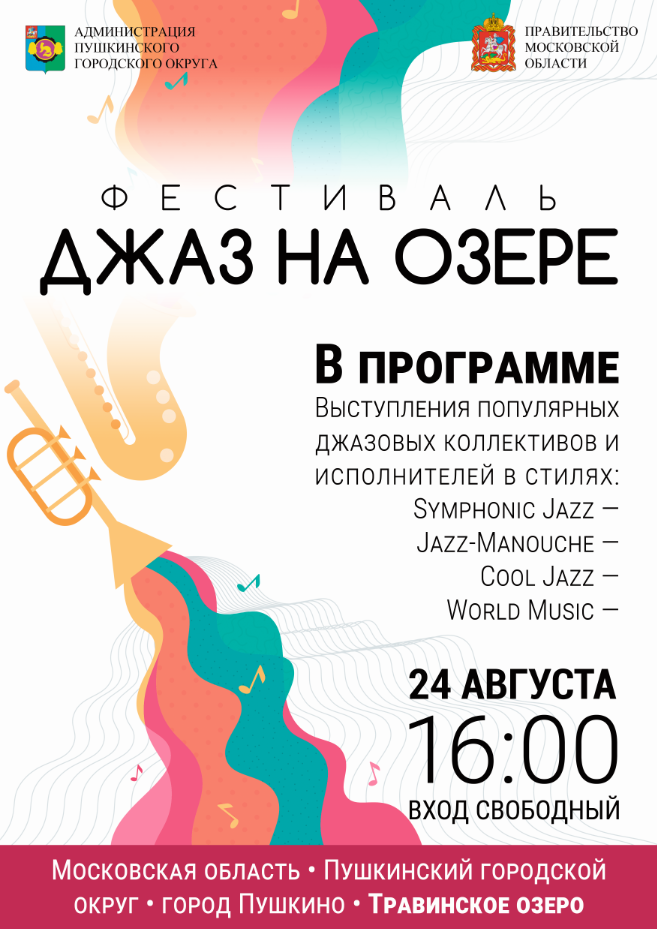 АДМИНИСТРАЦИЯ
ПУШКИНСКОГО
ГОРОДСКОГО ОКРУГА
ПРАВИТЕЛЬСТВО
МОСКОВСКОЙ
ОБЛАСТИ
ФЕСТИВАЛЬ
ДЖАЗ НА ОЗЕРЕ
В ПРОГРАММЕ
ВЫСТУПЛЕНИЯ ПОПУЛЯРНЫХ
ДЖАЗОВЫХ КОЛЛЕКТИВОВ И
ИСПОЛНИТЕЛЕЙ В СТИЛЯХ:
SYMPHONIC JAZZ –
JAZZ-MANOUCHE –
COOL JAZZ –
WORLD MUSIC –
24 АВГУСТА
16:00
ВХОД СВОБОДНЫЙ
Московская область • Пушкинский городской
округ • город Пушкино • Травинское озеро